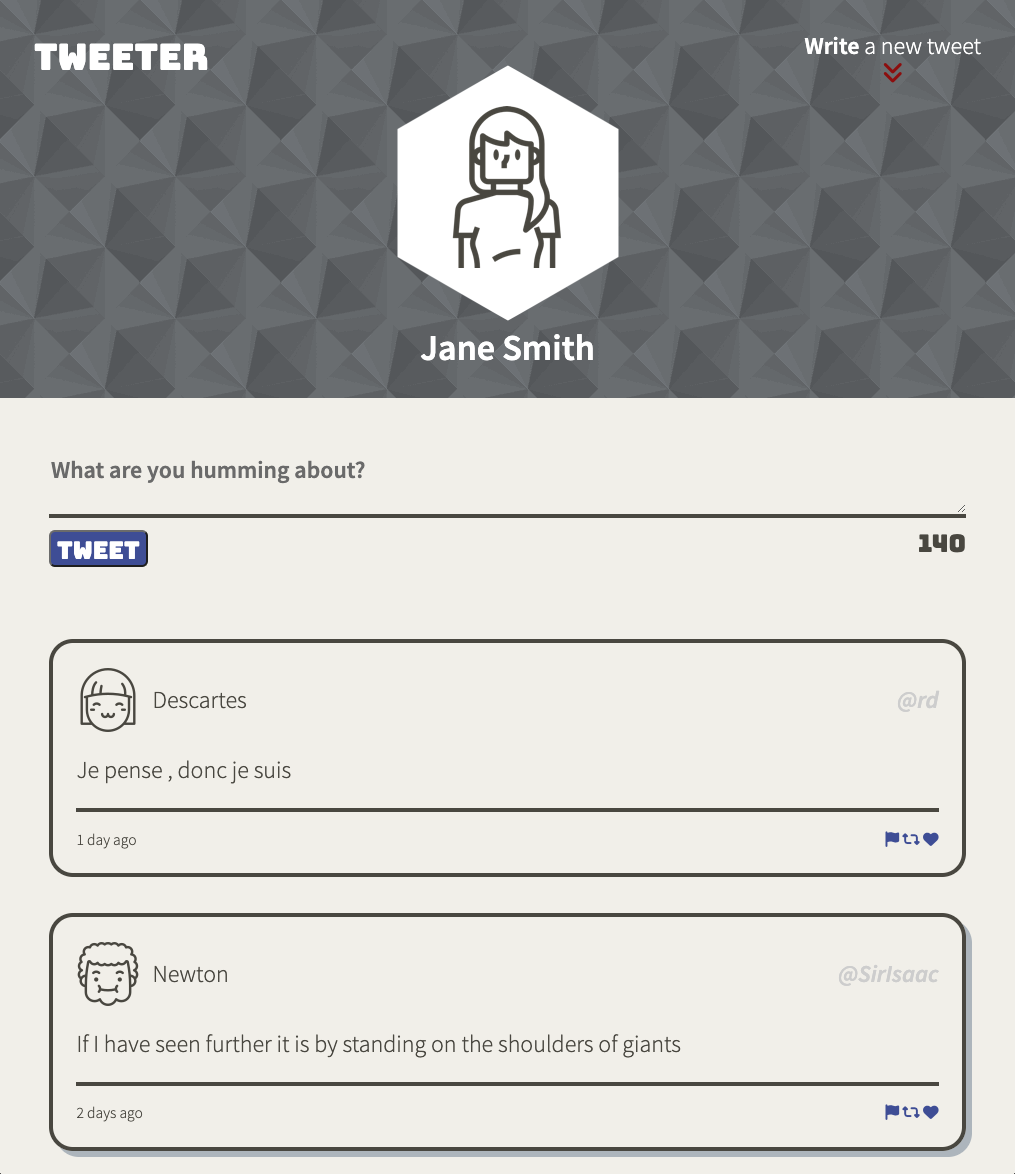 TWEETER
Write a new tweet
Jane Smith
What are you humming about?
TWEET
140
Descartes
@rd
Je pense , donc je suis
1 day ago
Newton
@SirIsaac
If I have seen further it is by standing on the shoulders of giants
2 days ago